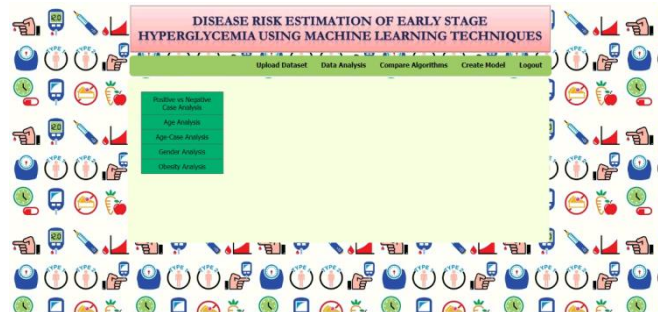 DISEASE RISK ESTIMATION OF EARLY STAGE
HYPERGLYCEMIA USING MACHINE LEARNING TECHNIQUES
Upload Dataset Data Analysis Compare Algorithms Create Model Logout
Positive vs Negative
Case Analysis
Age Analysis
Age-Case Analysis
Gender Analysis
Obesity Analysis